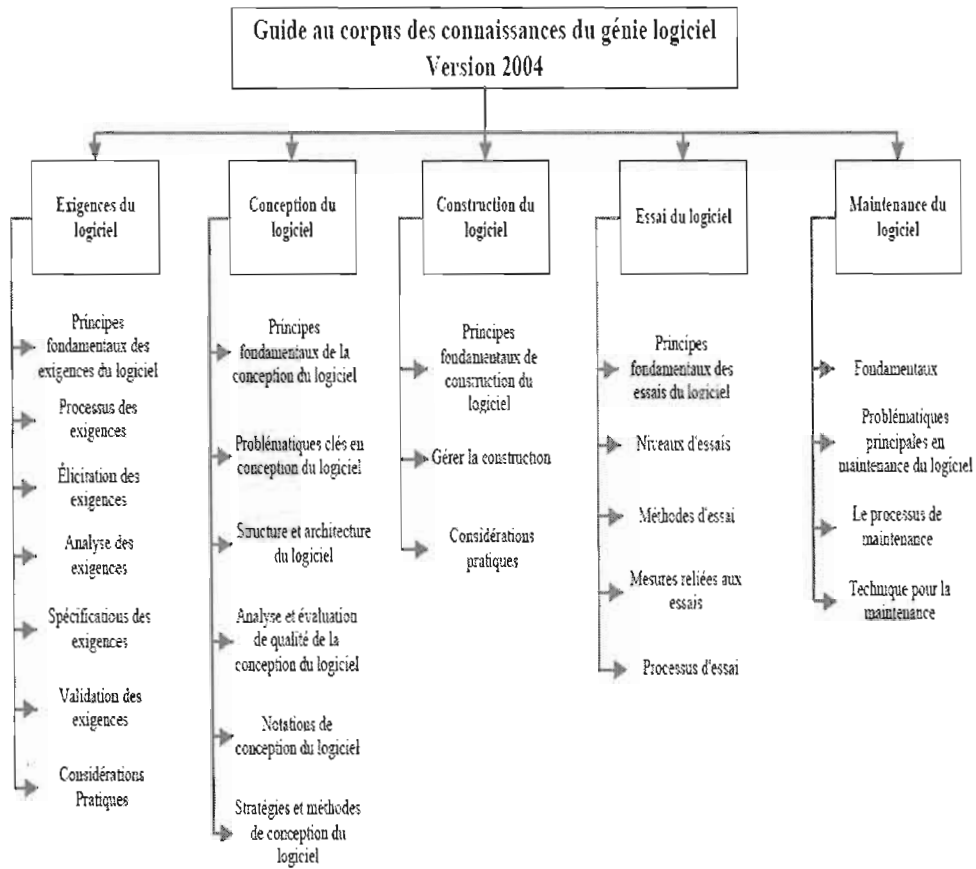 Guide au corpus des connaissances du génie logiciel
Version 2004
Exigences du
logiciel
Principes
fondamentaux des
exigences du logiciel
Processus des
exigences
Élicitation des
exigences
Analyse des
exigences
Spécifications des
exigences
Validation des
exigences
Considérations
Pratiques
Conception du
logiciel
Principes
fondamentaux de la
conception du logiciel
Problématiques clés en
conception du logiciel
Structure et architecture
du logiciel
Analyse et évaluation
de qualité de la
conception du logiciel
Notations de
conception du logiciel
Stratégies et méthodes
de conception du
logiciel
Construction du
logiciel
Principes
fondamentaux de
construction du
logiciel
Gérer la construction
Considérations
pratiques
Essai du logiciel
Principes
fondamentaux des
essais du logiciel
Niveaux d'essais
Méthodes d'essai
Mesures reliées aux
essais
Processus d'essai
Maintenance du
logiciel
Fondamentaux
Problématiques
principales en
maintenance du logiciel
Le processus de
maintenance
Technique pour la
maintenance